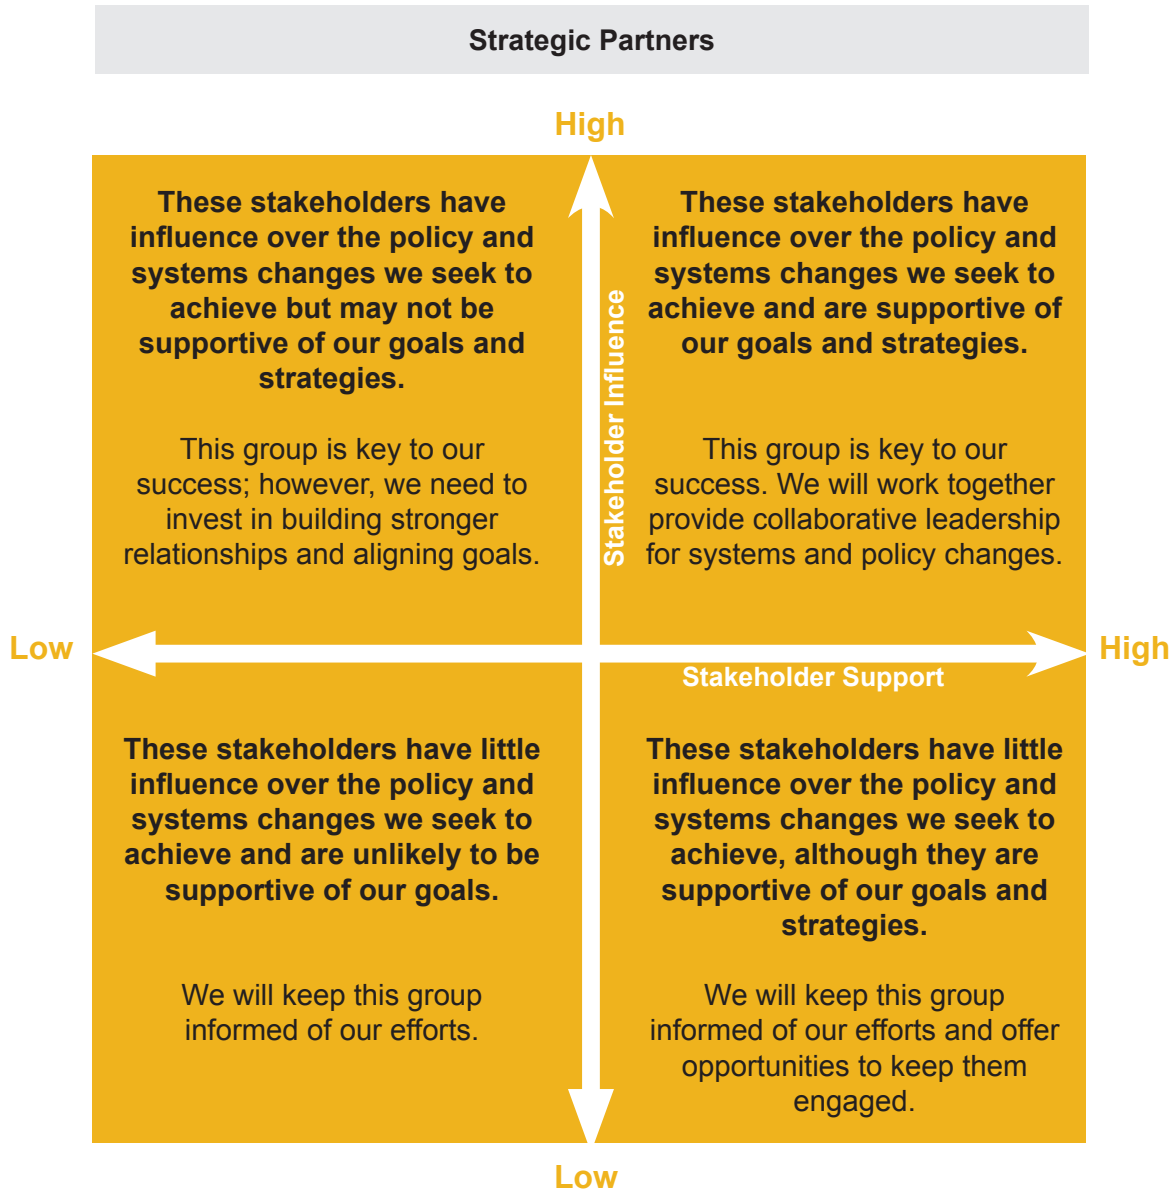 Strategic Partners
High
These stakeholders have
influence over the policy and
systems changes we seek to
achieve but may not be
supportive of our goals and
strategies.
This group is key to our
success; however, we need to
invest in building stronger
relationships and aligning goals.
Stakeholder Influence
These stakeholders have
influence over the policy and
systems changes we seek to
achieve and are supportive of
our goals and strategies.
This group is key to our
success. We will work together
provide collaborative leadership
for systems and policy changes.
Low
High
Stakeholder Support
These stakeholders have little
influence over the policy and
systems changes we seek to
achieve and are unlikely to be
supportive of our goals.
We will keep this group
informed of our efforts.
These stakeholders have little
influence over the policy and
systems changes we seek to
achieve, although they are
supportive of our goals and
strategies.
We will keep this group
informed of our efforts and offer
opportunities to keep them
engaged.
Low